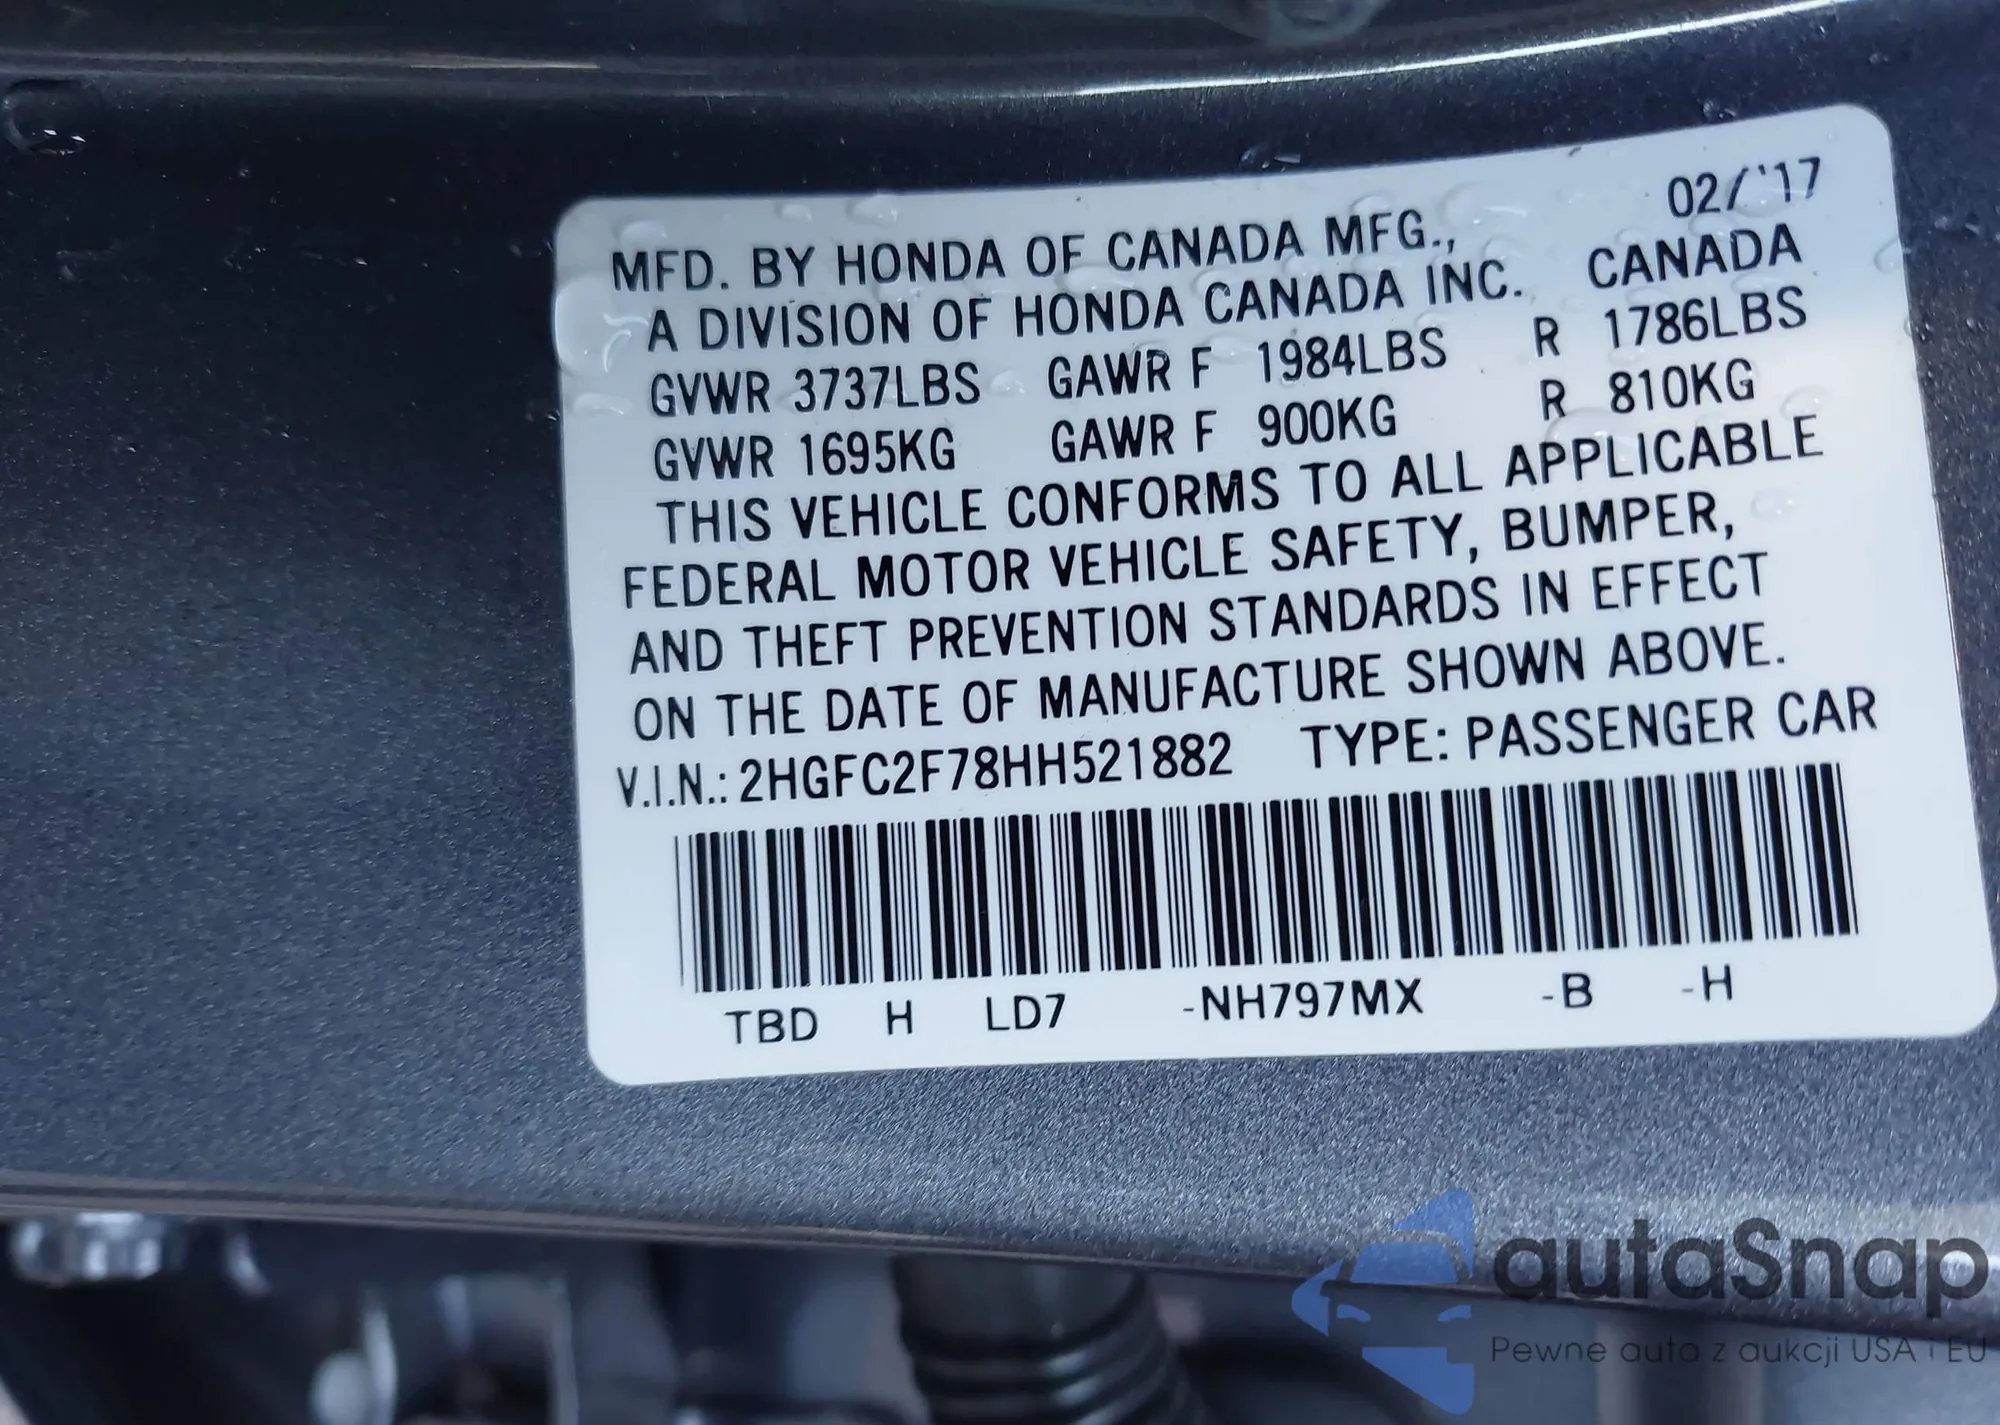 02/'17
MFD. BY HONDA OF CANADA MFG.,
A DIVISION OF HONDA CANADA INC. CANADA
GVWR 3737LBS GAWR F 1984LBS R 1786LBS
GVWR 1695KG GAWR F 900KG R 810KG
THIS VEHICLE CONFORMS TO ALL APPLICABLE
FEDERAL MOTOR VEHICLE SAFETY, BUMPER,
AND THEFT PREVENTION STANDARDS IN EFFECT
ON THE DATE OF MANUFACTURE SHOWN ABOVE.
V.I.N.: 2HGFC2F78HH521882 TYPE: PASSENGER CAR
TBD H LD7 -NH797MX -B -H
autaSnap
Pewne auta z aukcji USA i EU